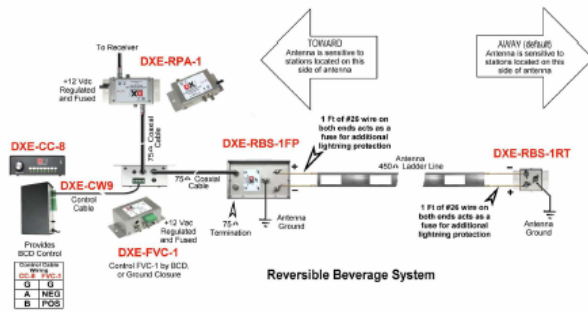 To Receiver
DXE-RPA-1
+12 Vdc
Regulated
and Fused
TOWARD
Antenna is sensitive to
stations located on this
side of antenna
AWAY (default)
Antenna is sensitive to
stations located on this
side of antenna
75Ω Coaxial
Cable
1 Ft of #26 wire on
both ends acts as a
fuse for additional
lightning protection
DXE-CC-8
DXE-RBS-1FP
DXE-RBS-1RT
+
-
Antenna
450Ω Ladder Line
-
+
DXE-CW9
Control
Cable
75Ω Coaxial
Cable
+12 Vac
Regulated
and Fused
75Ω
Termination
Antenna
Ground
1 Ft of #26 wire on
both ends acts as a
fuse for additional
lightning protection
Antenna
Ground
Provides
BCD Control
DXE-FVC-1
Control FVC-1 by BCD,
or Ground Closure
Reversible Beverage System
Control Cable
Wiring
CC-8 FVC-1
G G
A NEG
B POS